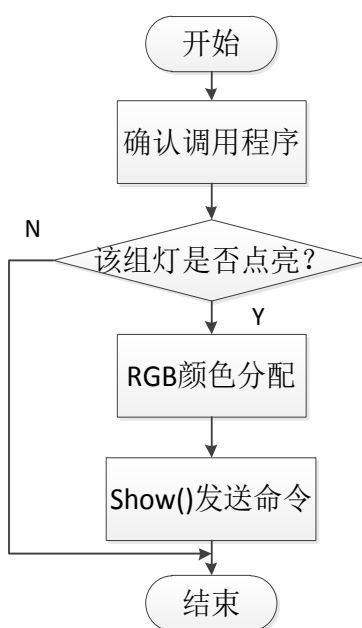 开始
确认调用程序
N
该组灯是否点亮？
Y
RGB颜色分配
Show()发送命令
结束